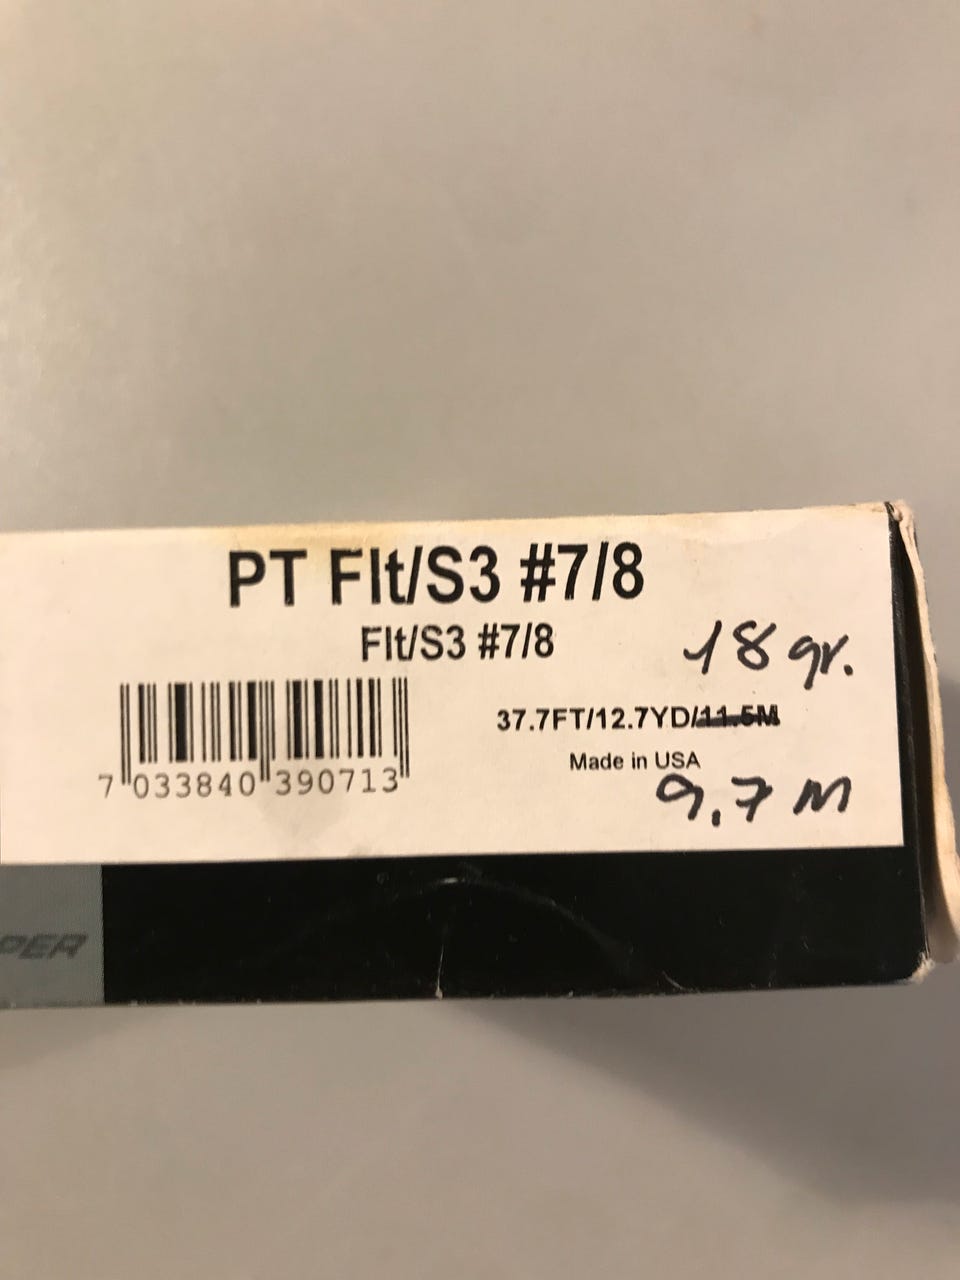 PT Flt/S3 #7/8
Flt/S3 #7/8
18 gr.
37.7FT/12.7YD/11.5M
Made in USA
9.7 M
7 033840 390713
PER